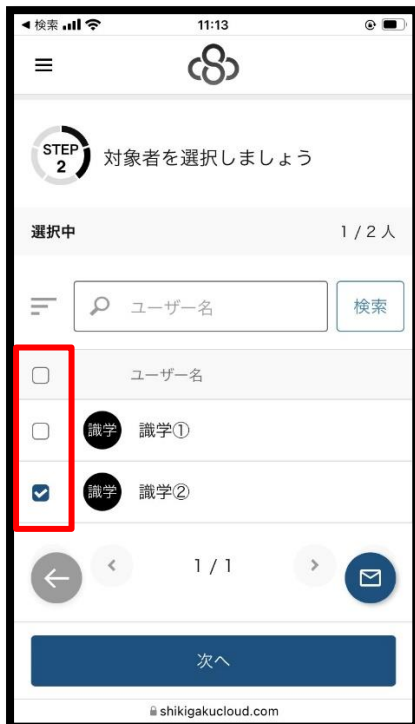 ◀検索 11:13
STEP
2
対象者を選択しましょう
選択中 1 / 2 人
ユーザー名 検索
ユーザー名
識学 識学①
識学 識学②
1 / 1
次へ
shikigakucloud.com